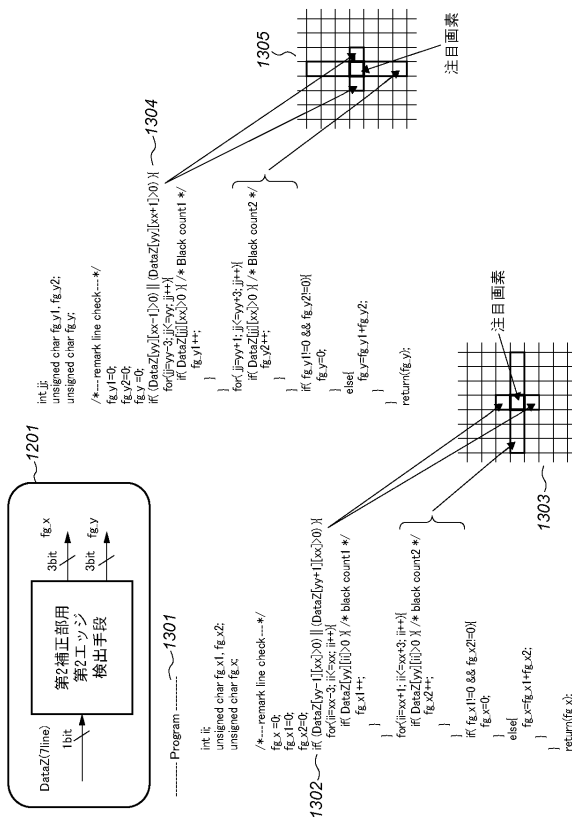 1201
DataZ(7line)
1bit
第2補正部用
第2エッジ
検出手段
3bit
fg_x
3bit
fg_y
---------- Program ---------- 1301
int ii;
unsigned char fg_x1, fg_x2;
unsigned char fg_x;
/*---remark line check---*/
fg_x =0;
fg_x1=0;
fg_x2=0;
1302
if( (DataZ[yy-1][xx]>0) || (DataZ[yy+1][xx]>0) ){
for(ii=xx-3; ii<=xx; ii++){
if( DataZ[yy][ii]>0 ){ /* black count1 */
fg_x1++;
}
}
for(ii=xx+1; ii<=xx+3; ii++){
if( DataZ[yy][ii]>0 ){ /* black count2 */
fg_x2++;
}
}
if( fg_x1!=0 && fg_x2!=0){
fg_x=0;
}
else{
fg_x=fg_x1+fg_x2;
}
}
return(fg_x);
1303
注目画素
int jj;
unsigned char fg_y1, fg_y2;
unsigned char fg_y;
/*---remark line check---*/
fg_y1=0;
fg_y2=0;
fg_y =0;
if( (DataZ[yy][xx-1]>0) || (DataZ[yy][xx+1]>0) ){
1304
for(jj=yy-3; jj<=yy; jj++){
if( DataZ[jj][xx]>0 ){ /* Black count1 */
fg_y1++;
}
}
for( jj=yy+1; jj<=yy+3; jj++){
if( DataZ[jj][xx]>0 ){ /* Black count2 */
fg_y2++;
}
}
if( fg_y1!=0 && fg_y2!=0){
fg_y=0;
}
else{
fg_y=fg_y1+fg_y2;
}
}
return(fg_y);
1305
注目画素